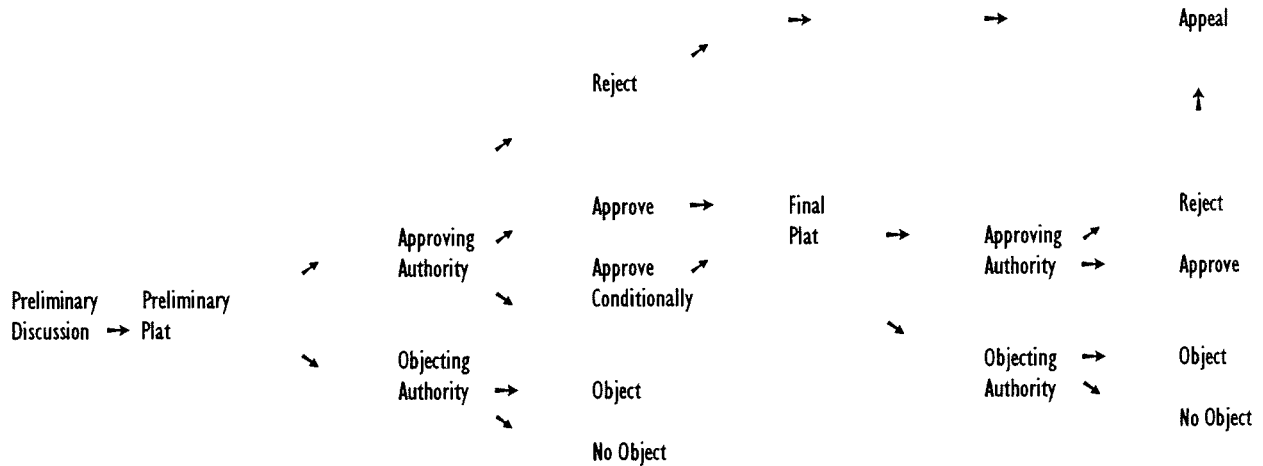 Appeal
Reject
Approve
Final
Plat
Reject
Approving
Authority
Approve
Conditionally
Approving
Authority
Approve
Preliminary
Discussion
Preliminary
Plat
Objecting
Authority
Object
No Object
Objecting
Authority
Object
No Object